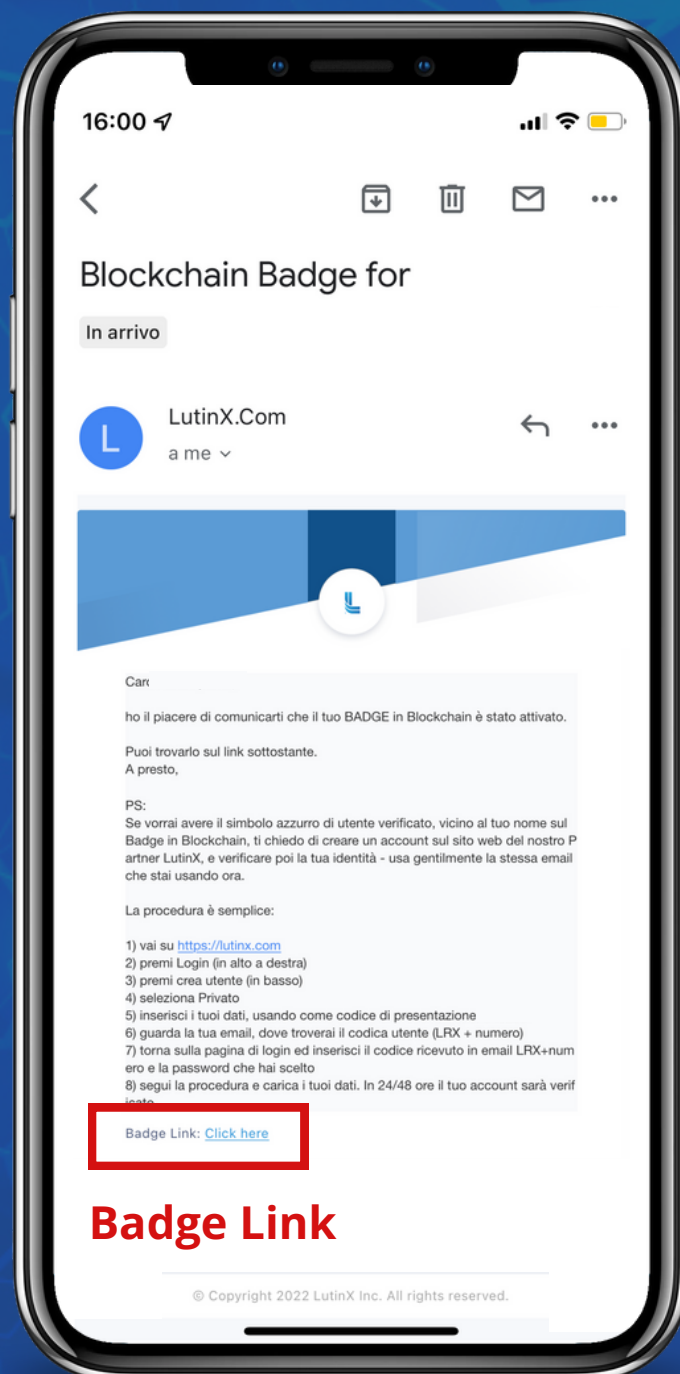 16:00
Blockchain Badge for
In arrivo
L
LutinX.Com
a me
L
Caro
ho il piacere di comunicarti che il tuo BADGE in Blockchain è stato attivato.
Puoi trovarlo sul link sottostante.
A presto,
PS:
Se vorrai avere il simbolo azzurro di utente verificato, vicino al tuo nome sul
Badge in Blockchain, ti chiedo di creare un account sul sito web del nostro P
artner LutinX, e verificare poi la tua identità - usa gentilmente la stessa email
che stai usando ora.
La procedura è semplice:
1) vai su https://lutinx.com
2) premi Login (in alto a destra)
3) premi crea utente (in basso)
4) seleziona Privato
5) inserisci i tuoi dati, usando come codice di presentazione
6) guarda la tua email, dove troverai il codica utente (LRX + numero)
7) torna sulla pagina di login ed inserisci il codice ricevuto in email LRX+num
ero e la password che hai scelto
8) segui la procedura e carica i tuoi dati. In 24/48 ore il tuo account sarà verif
icato
Badge Link: Click here
Badge Link
© Copyright 2022 LutinX Inc. All rights reserved.